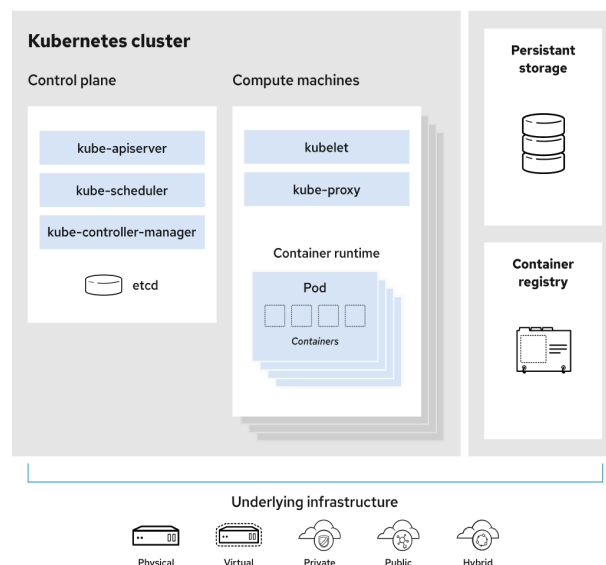 Kubernetes cluster
Control plane
kube-apiserver
kube-scheduler
kube-controller-manager
etcd
Compute machines
kubelet
kube-proxy
Container runtime
Pod
Containers
Persistant
storage
Container
registry
Underlying infrastructure
Physical
Virtual
Private
Public
Hybrid